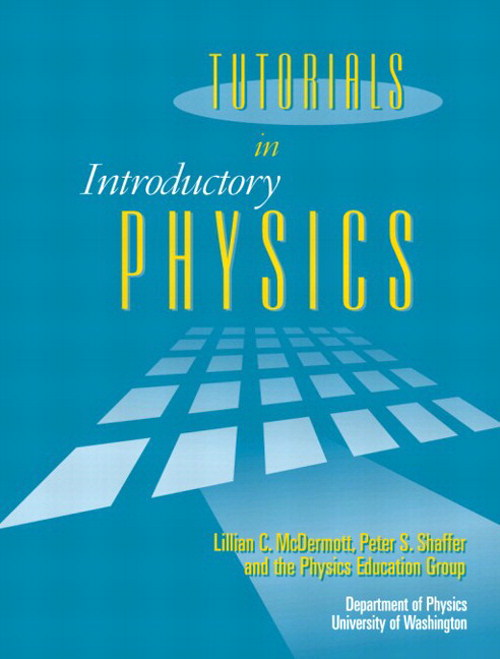 TUTORIALS
in
Introductory
PHYSICS
Lillian C. McDermott, Peter S. Shaffer
and the Physics Education Group
Department of Physics
University of Washington